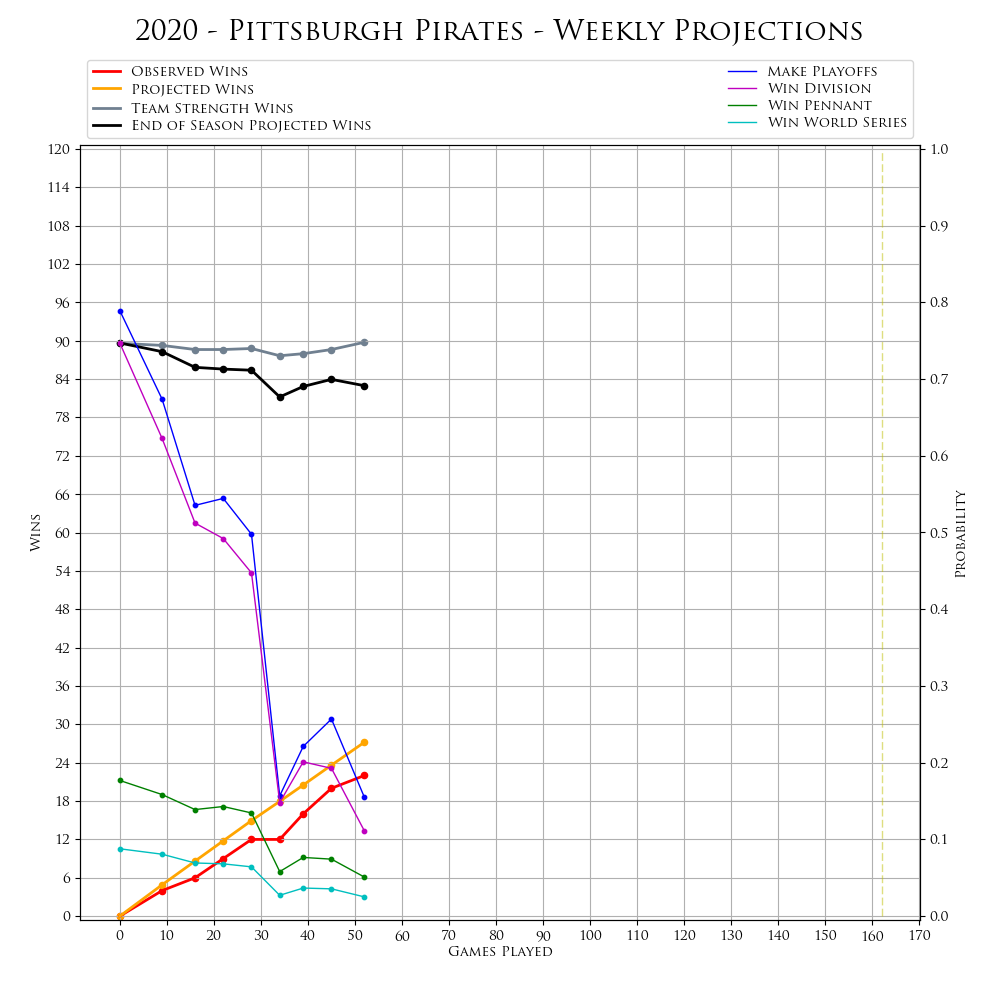 2020 - Pittsburgh Pirates - Weekly Projections
Observed Wins
Projected Wins
Team Strength Wins
End of Season Projected Wins
Make Playoffs
Win Division
Win Pennant
Win World Series
120
114
108
102
96
90
84
78
72
66
60
54
48
42
36
30
24
18
12
6
0
Wins
1.0
0.9
0.8
0.7
0.6
0.5
0.4
0.3
0.2
0.1
0.0
Probability
0 10 20 30 40 50 60 70 80 90 100 110 120 130 140 150 160 170
Games Played